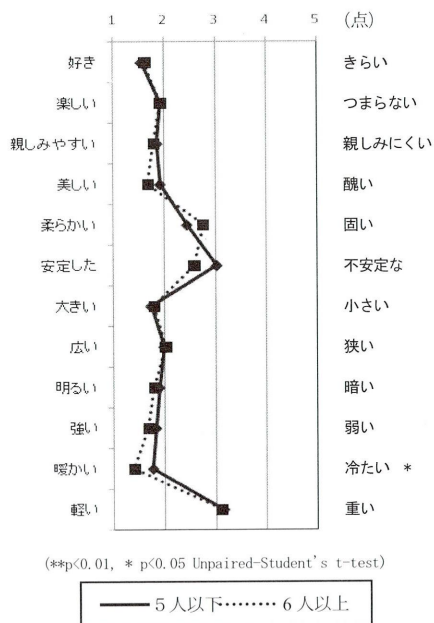 1 2 3 4 5 (点)
好き きらい
楽しい つまらない
親しみやすい 親しみにくい
美しい 醜い
柔らかい 固い
安定した 不安定な
大きい 小さい
広い 狭い
明るい 暗い
強い 弱い
暖かい 冷たい *
軽い 重い
(**p<0.01, * p<0.05 Unpaired-Student's t-test)
5人以下 6人以上